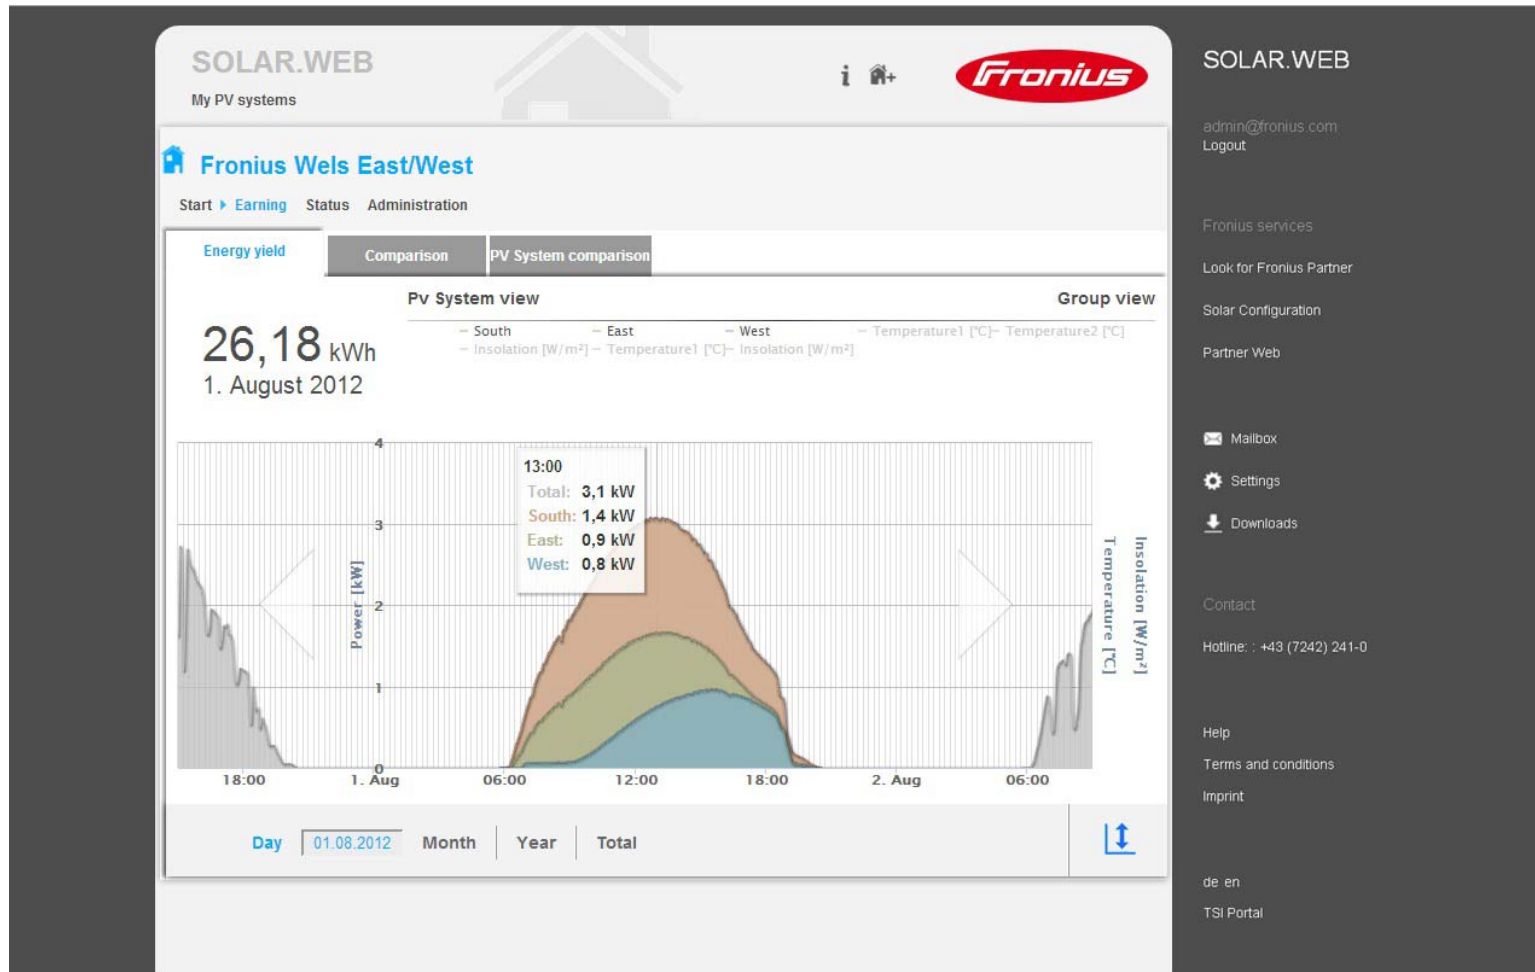 SOLAR.WEB
My PV systems
i
+
Fronius
Fronius Wels East/West
Start Earning Status Administration
Energy yield
Comparison
PV System comparison
Pv System view
Group view
26,18 kWh
1. August 2012
– South – East – West – Temperature1 [°C] – Temperature2 [°C]
– Insolation [W/m²] – Temperature1 [°C] – Insolation [W/m²]
4
3
2
1
0
Power [kW]
13:00
Total: 3,1 kW
South: 1,4 kW
East: 0,9 kW
West: 0,8 kW
Temperature [°C]
Insolation [W/m²]
18:00 1. Aug 06:00 12:00 18:00 2. Aug 06:00
Day 01.08.2012 Month Year Total
SOLAR.WEB
admin@fronius.com
Logout
Fronius services
Look for Fronius Partner
Solar Configuration
Partner Web
Mailbox
Settings
Downloads
Contact
Hotline: : +43 (7242) 241-0
Help
Terms and conditions
Imprint
de en
TSI Portal